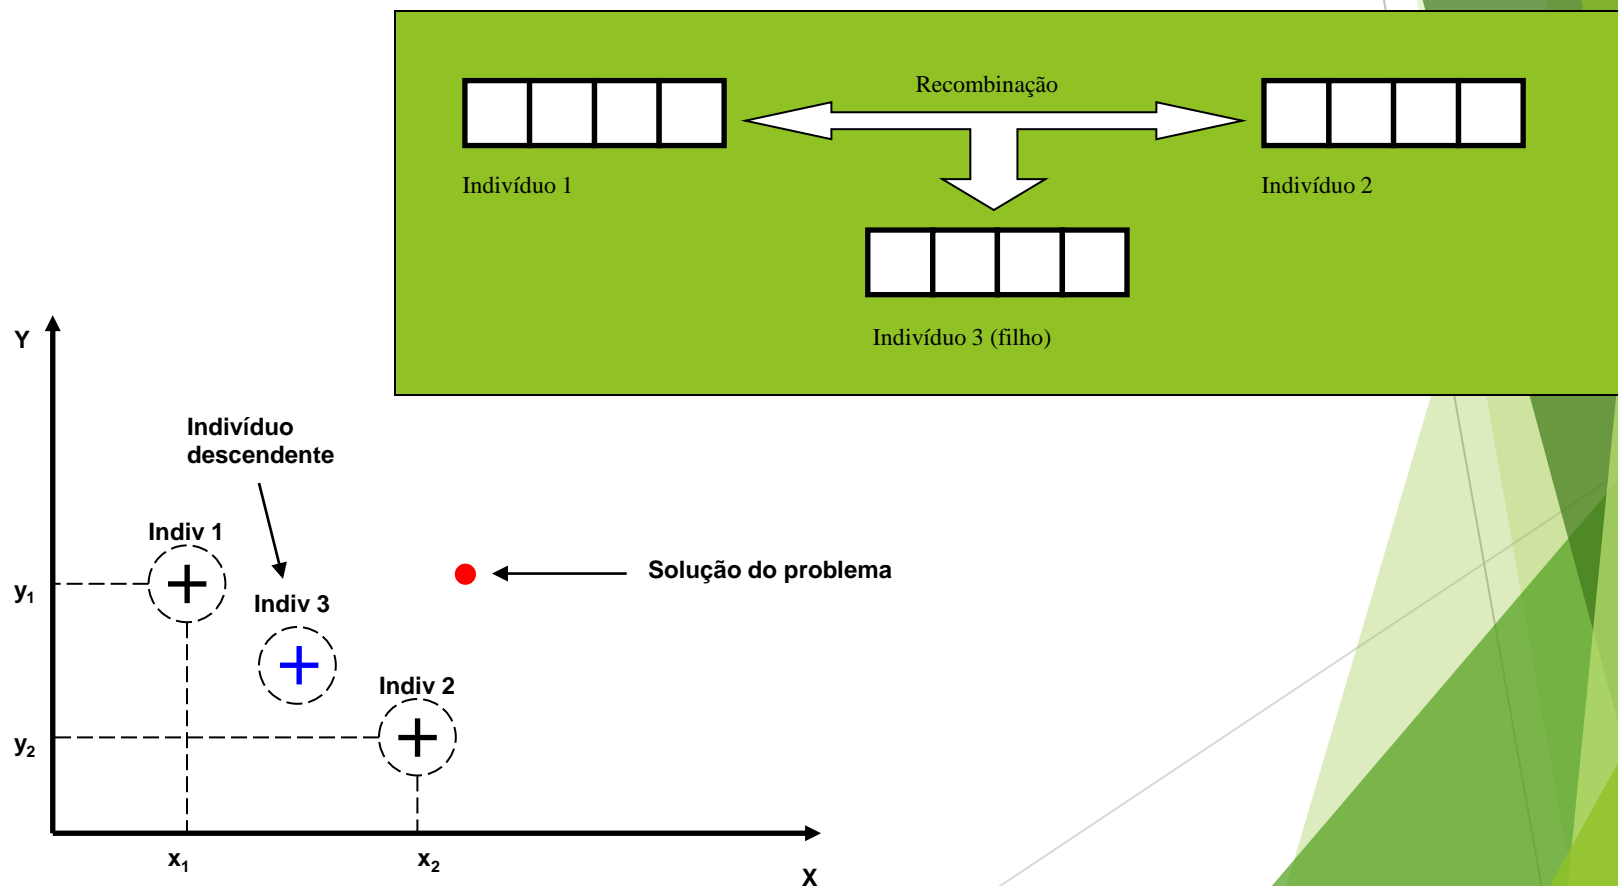 Recombinação
Indivíduo 1
Indivíduo 2
Indivíduo 3 (filho)
Y
Indivíduo
descendente
Indiv 1
Solução do problema
y₁
Indiv 3
Indiv 2
y₂
x₁
x₂
X